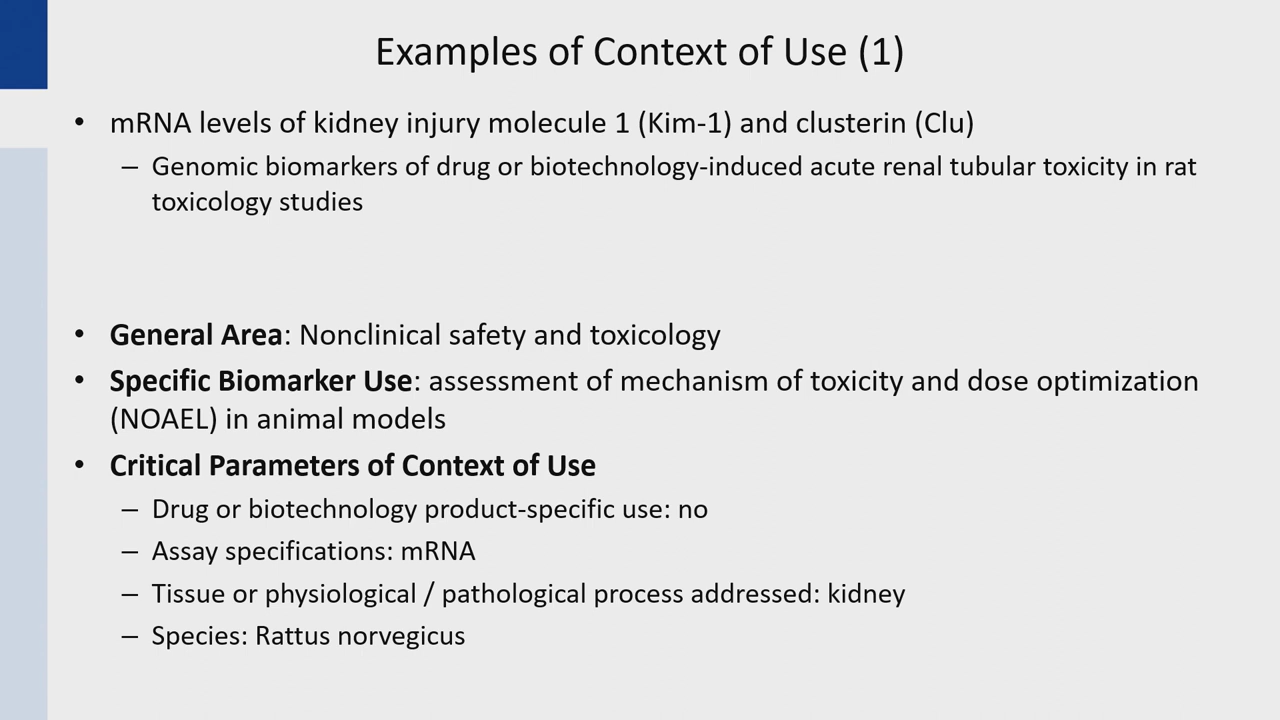 Examples of Context of Use (1)
• mRNA levels of kidney injury molecule 1 (Kim-1) and clusterin (Clu)
– Genomic biomarkers of drug or biotechnology-induced acute renal tubular toxicity in rat
toxicology studies
• General Area: Nonclinical safety and toxicology
• Specific Biomarker Use: assessment of mechanism of toxicity and dose optimization
(NOAEL) in animal models
• Critical Parameters of Context of Use
– Drug or biotechnology product-specific use: no
– Assay specifications: mRNA
– Tissue or physiological / pathological process addressed: kidney
– Species: Rattus norvegicus